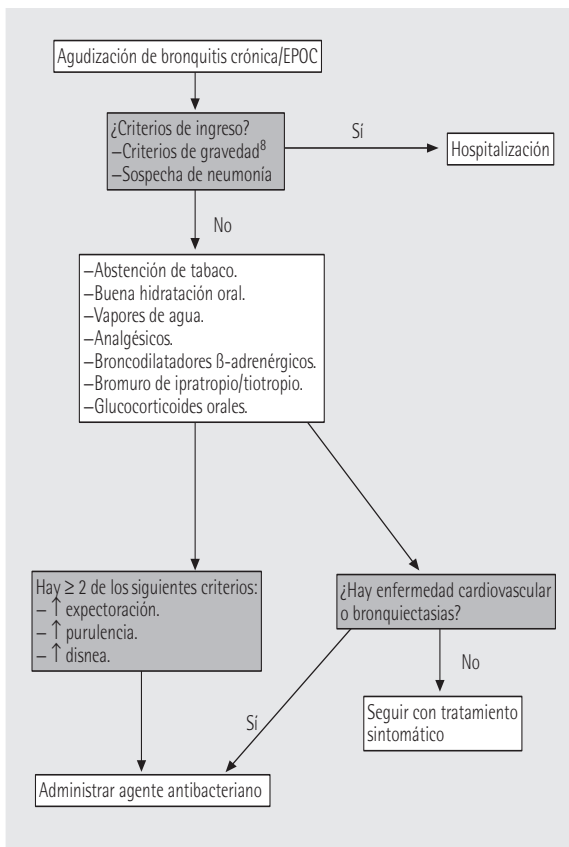 Agudización de bronquitis crónica/EPOC
¿Criterios de ingreso?
–Criterios de gravedad8
–Sospecha de neumonía
Sí
Hospitalización
No
–Abstención de tabaco.
–Buena hidratación oral.
–Vapores de agua.
–Analgésicos.
–Broncodilatadores ß-adrenérgicos.
–Bromuro de ipratropio/tiotropio.
–Glucocorticoides orales.
Hay ≥ 2 de los siguientes criterios:
– ↑ expectoración.
– ↑ purulencia.
– ↑ disnea.
¿Hay enfermedad cardiovascular
o bronquiectasias?
No
Sí
Seguir con tratamiento
sintomático
Administrar agente antibacteriano